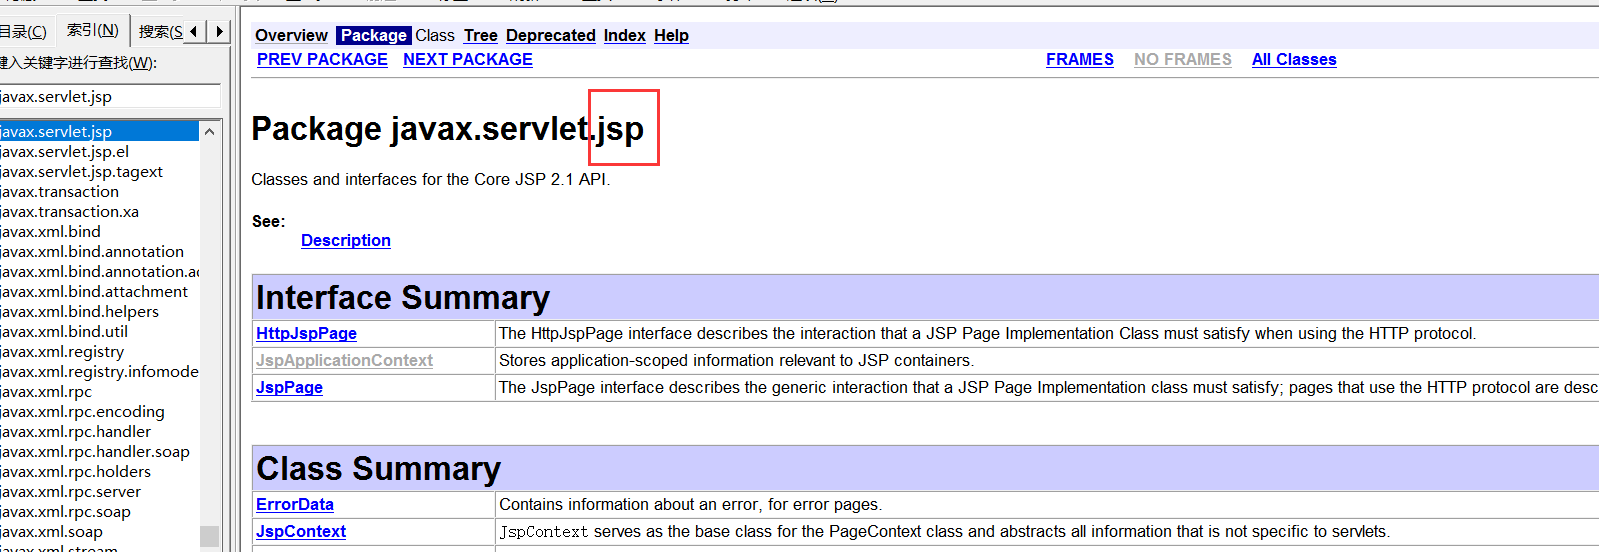 目录(C) 索引(N) 搜索(S
键入关键字进行查找(W):
javax.servlet.jsp
javax.servlet.jsp
javax.servlet.jsp.el
javax.servlet.jsp.tagext
javax.transaction
javax.transaction.xa
javax.xml.bind
javax.xml.bind.annotation
javax.xml.bind.annotation.ac
javax.xml.bind.attachment
javax.xml.bind.helpers
javax.xml.bind.util
javax.xml.registry
javax.xml.registry.infomode
javax.xml.rpc
javax.xml.rpc.encoding
javax.xml.rpc.handler
javax.xml.rpc.handler.soap
javax.xml.rpc.holders
javax.xml.rpc.server
javax.xml.rpc.soap
javax.xml.soap
javax.xml.stream
Overview Package Class Tree Deprecated Index Help
PREV PACKAGE NEXT PACKAGE FRAMES NO FRAMES All Classes
Package javax.servlet.jsp
Classes and interfaces for the Core JSP 2.1 API.
See:
Description
Interface Summary
HttpJspPage The HttpJspPage interface describes the interaction that a JSP Page Implementation Class must satisfy when using the HTTP protocol.
JspApplicationContext Stores application-scoped information relevant to JSP containers.
JspPage The JspPage interface describes the generic interaction that a JSP Page Implementation class must satisfy; pages that use the HTTP protocol are desc
Class Summary
ErrorData Contains information about an error, for error pages.
JspContext JspContext serves as the base class for the PageContext class and abstracts all information that is not specific to servlets.